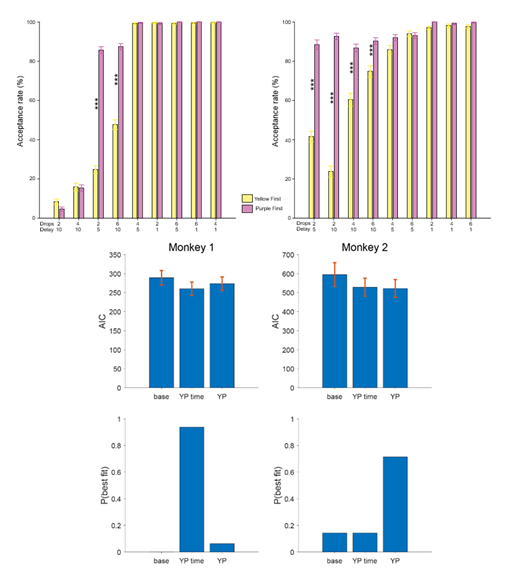 100
80
60
40
20
0
Acceptance rate (%)
***
***
Drops 2 4 2 6 4 2 6 6 4
Delay 10 10 5 10 5 1 5 1 1
Yellow First
Purple First
100
80
60
40
20
0
Acceptance rate (%)
***
***
***
***
Drops 2 2 4 6 4 6 2 4 6
Delay 5 10 10 10 5 5 1 1 1
Monkey 1
350
300
250
200
150
100
50
0
AIC
base YP time YP
Monkey 2
700
600
500
400
300
200
100
0
AIC
base YP time YP
1
0.8
0.6
0.4
0.2
0
P(best fit)
base YP time YP
1
0.8
0.6
0.4
0.2
0
P(best fit)
base YP time YP